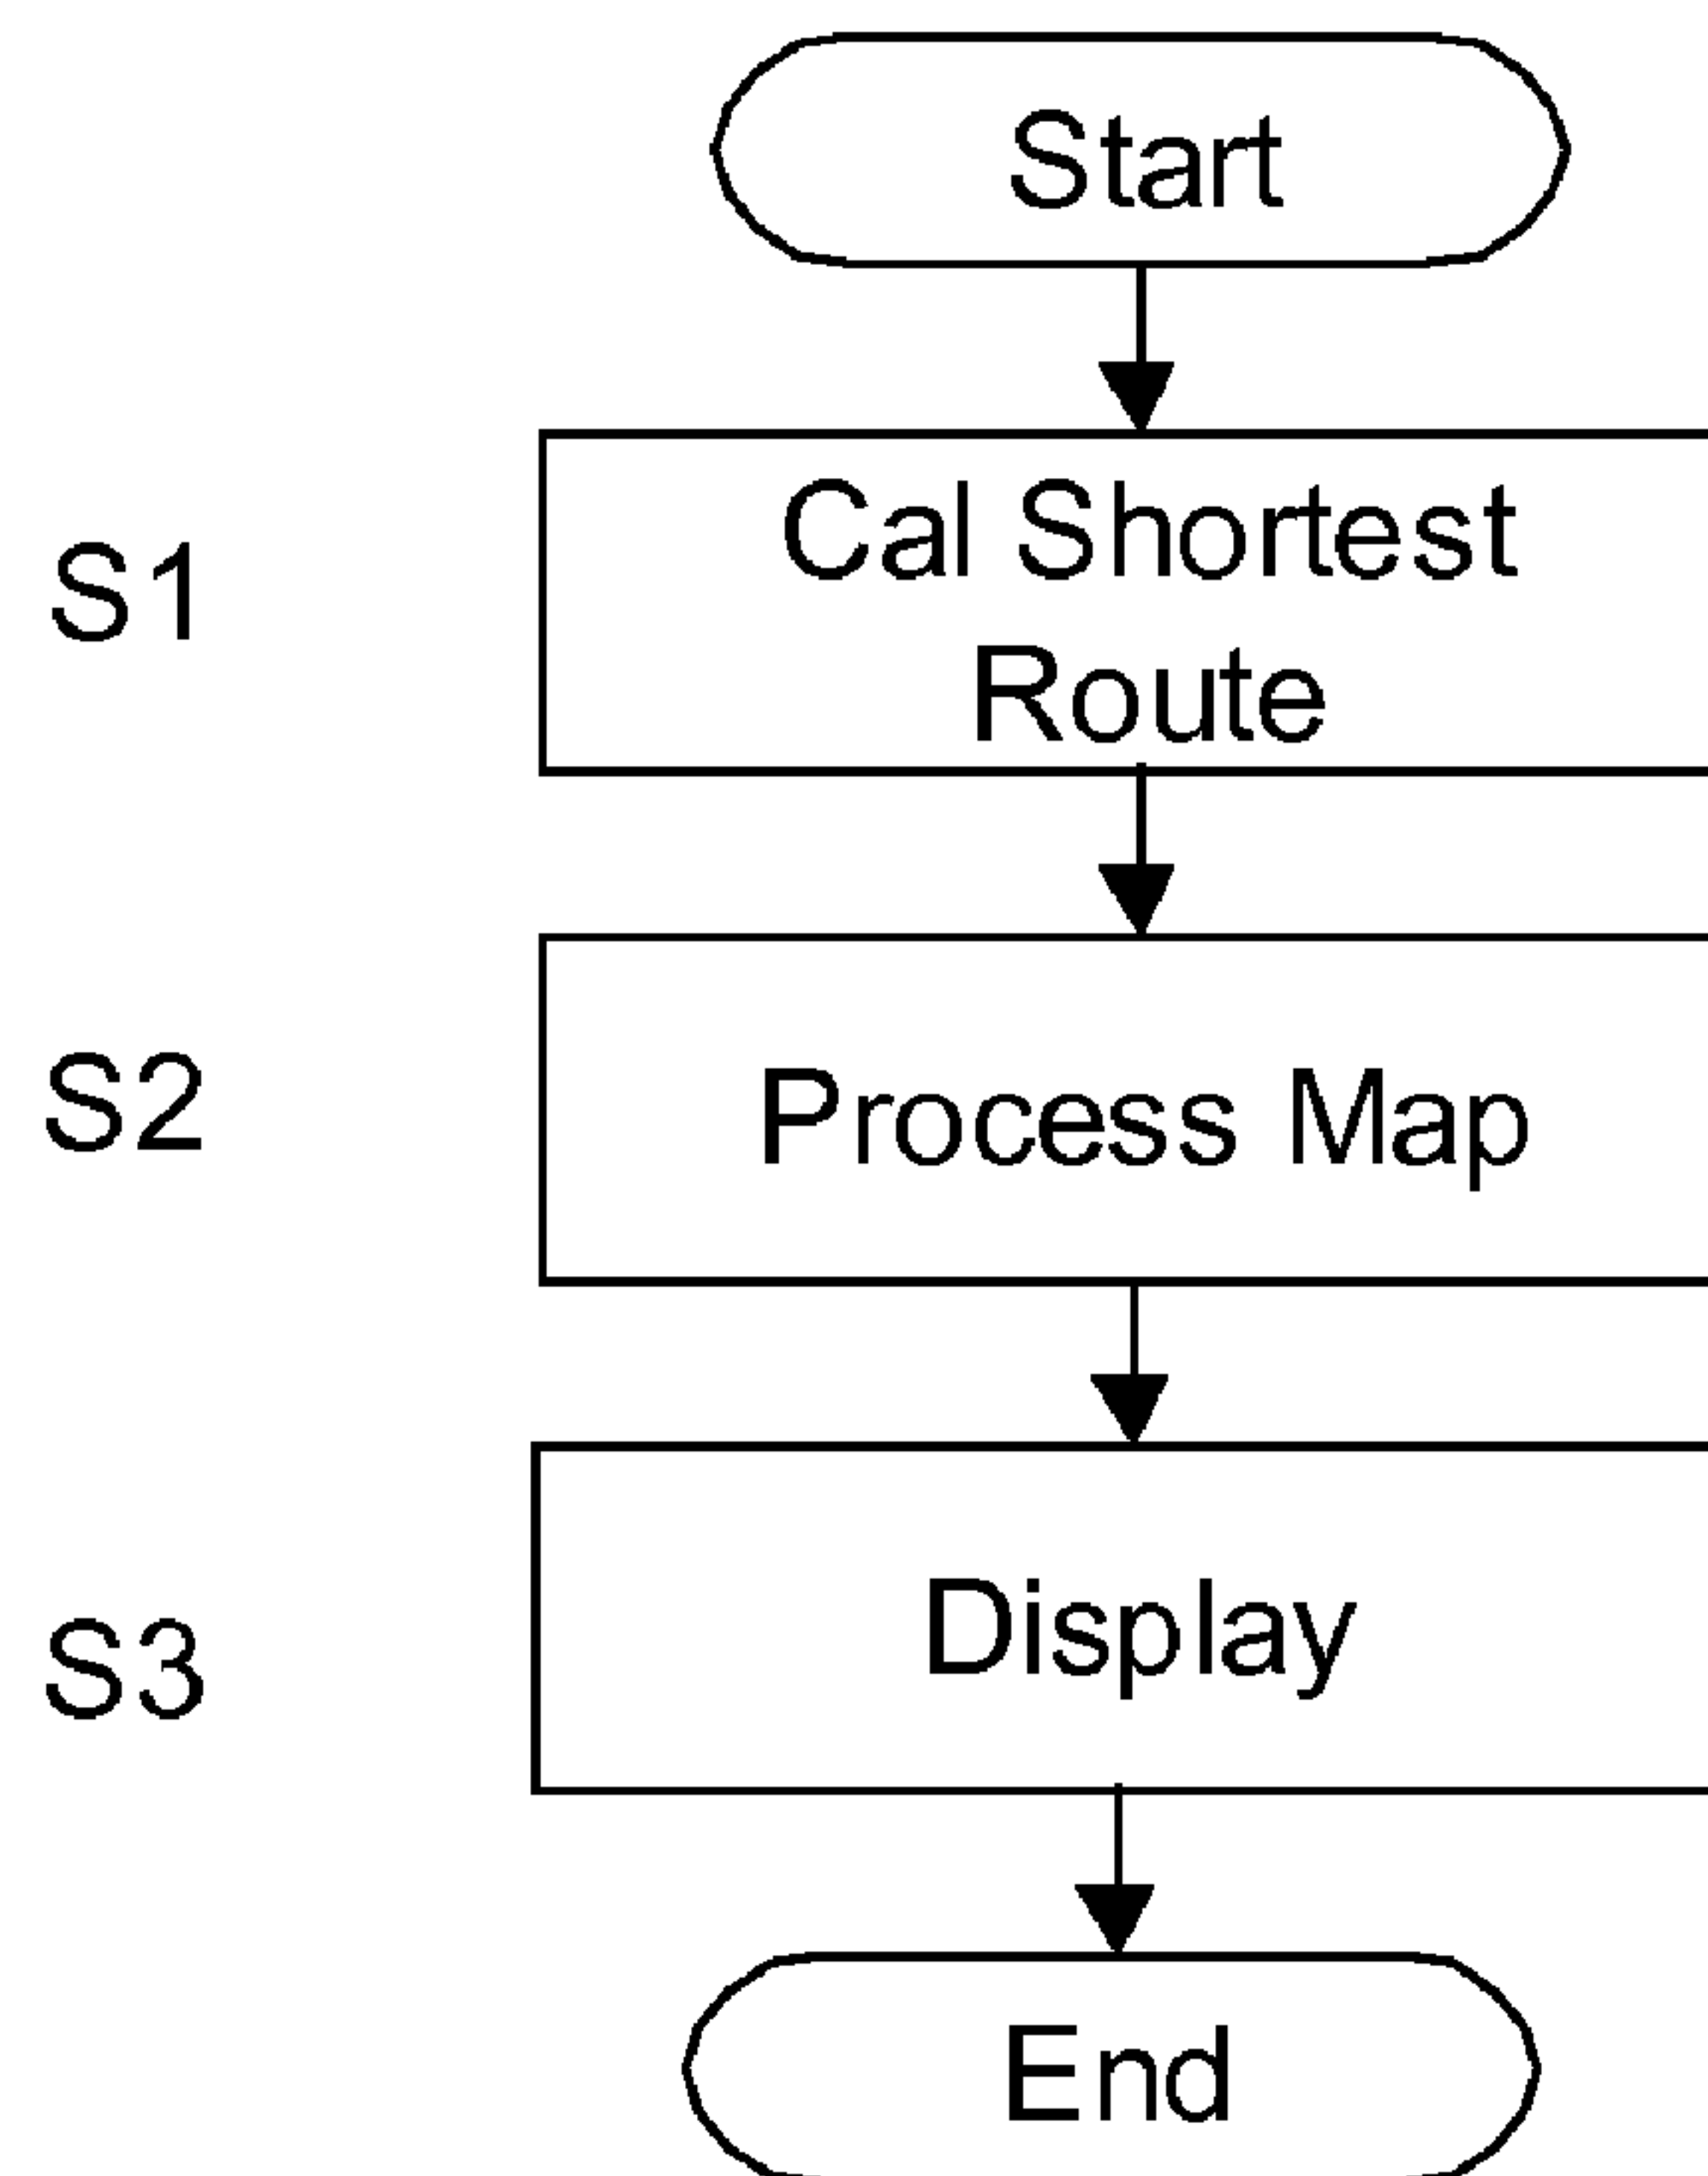 Start
S1
Cal Shortest
Route
S2
Process Map
S3
Display
End